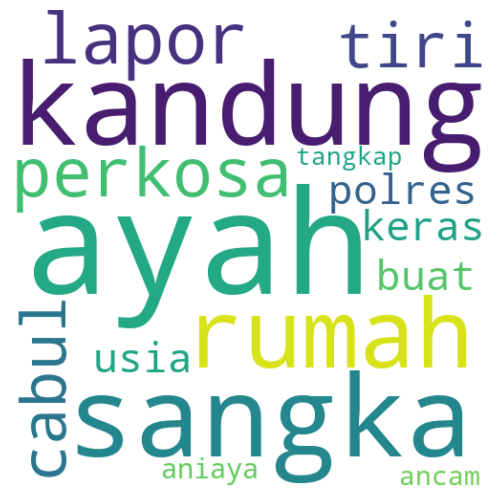 lapor
tiri
kandung
perkosa
tangkap
polres
ayah
keras
buat
rumah
cabul
usia
sangka
aniaya
ancam